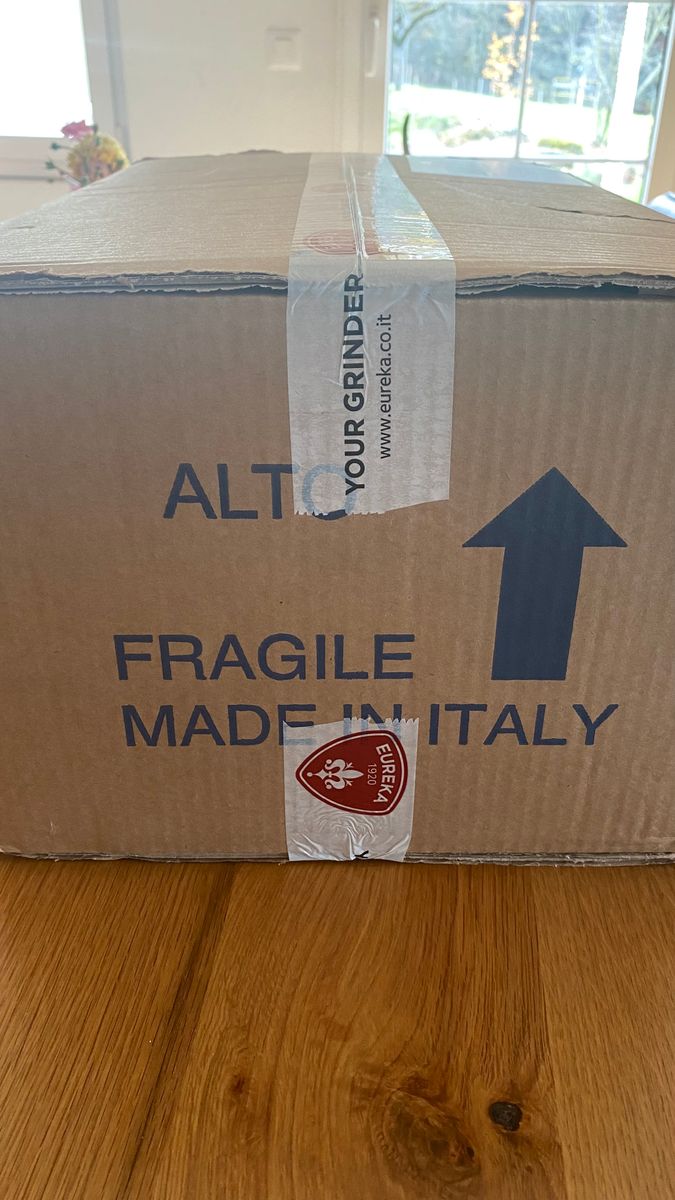 YOUR GRINDER
www.eureka.co.it
ALTO
FRAGILE
MADE IN ITALY
EUREKA
1920